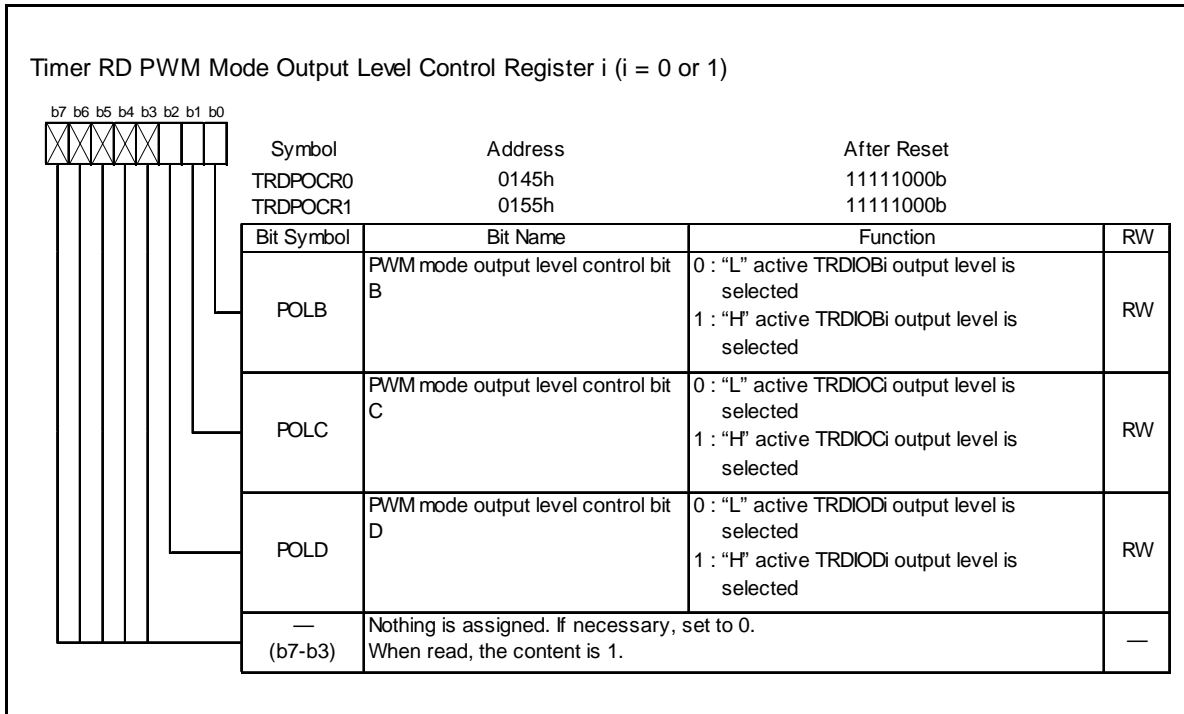 Timer RD PWM Mode Output Level Control Register i (i = 0 or 1)
b7 b6 b5 b4 b3 b2 b1 b0
Symbol Address After Reset
TRDPOCR0 0145h 11111000b
TRDPOCR1 0155h 11111000b
Bit Symbol Bit Name Function RW
POLB
PWM mode output level control bit
B
0 : “L” active TRDIOBi output level is
selected
1 : “H” active TRDIOBi output level is
selected
RW
POLC
PWM mode output level control bit
C
0 : “L” active TRDIOCi output level is
selected
1 : “H” active TRDIOCi output level is
selected
RW
POLD
PWM mode output level control bit
D
0 : “L” active TRDIODi output level is
selected
1 : “H” active TRDIODi output level is
selected
RW
—
(b7-b3)
Nothing is assigned. If necessary, set to 0.
When read, the content is 1.
—